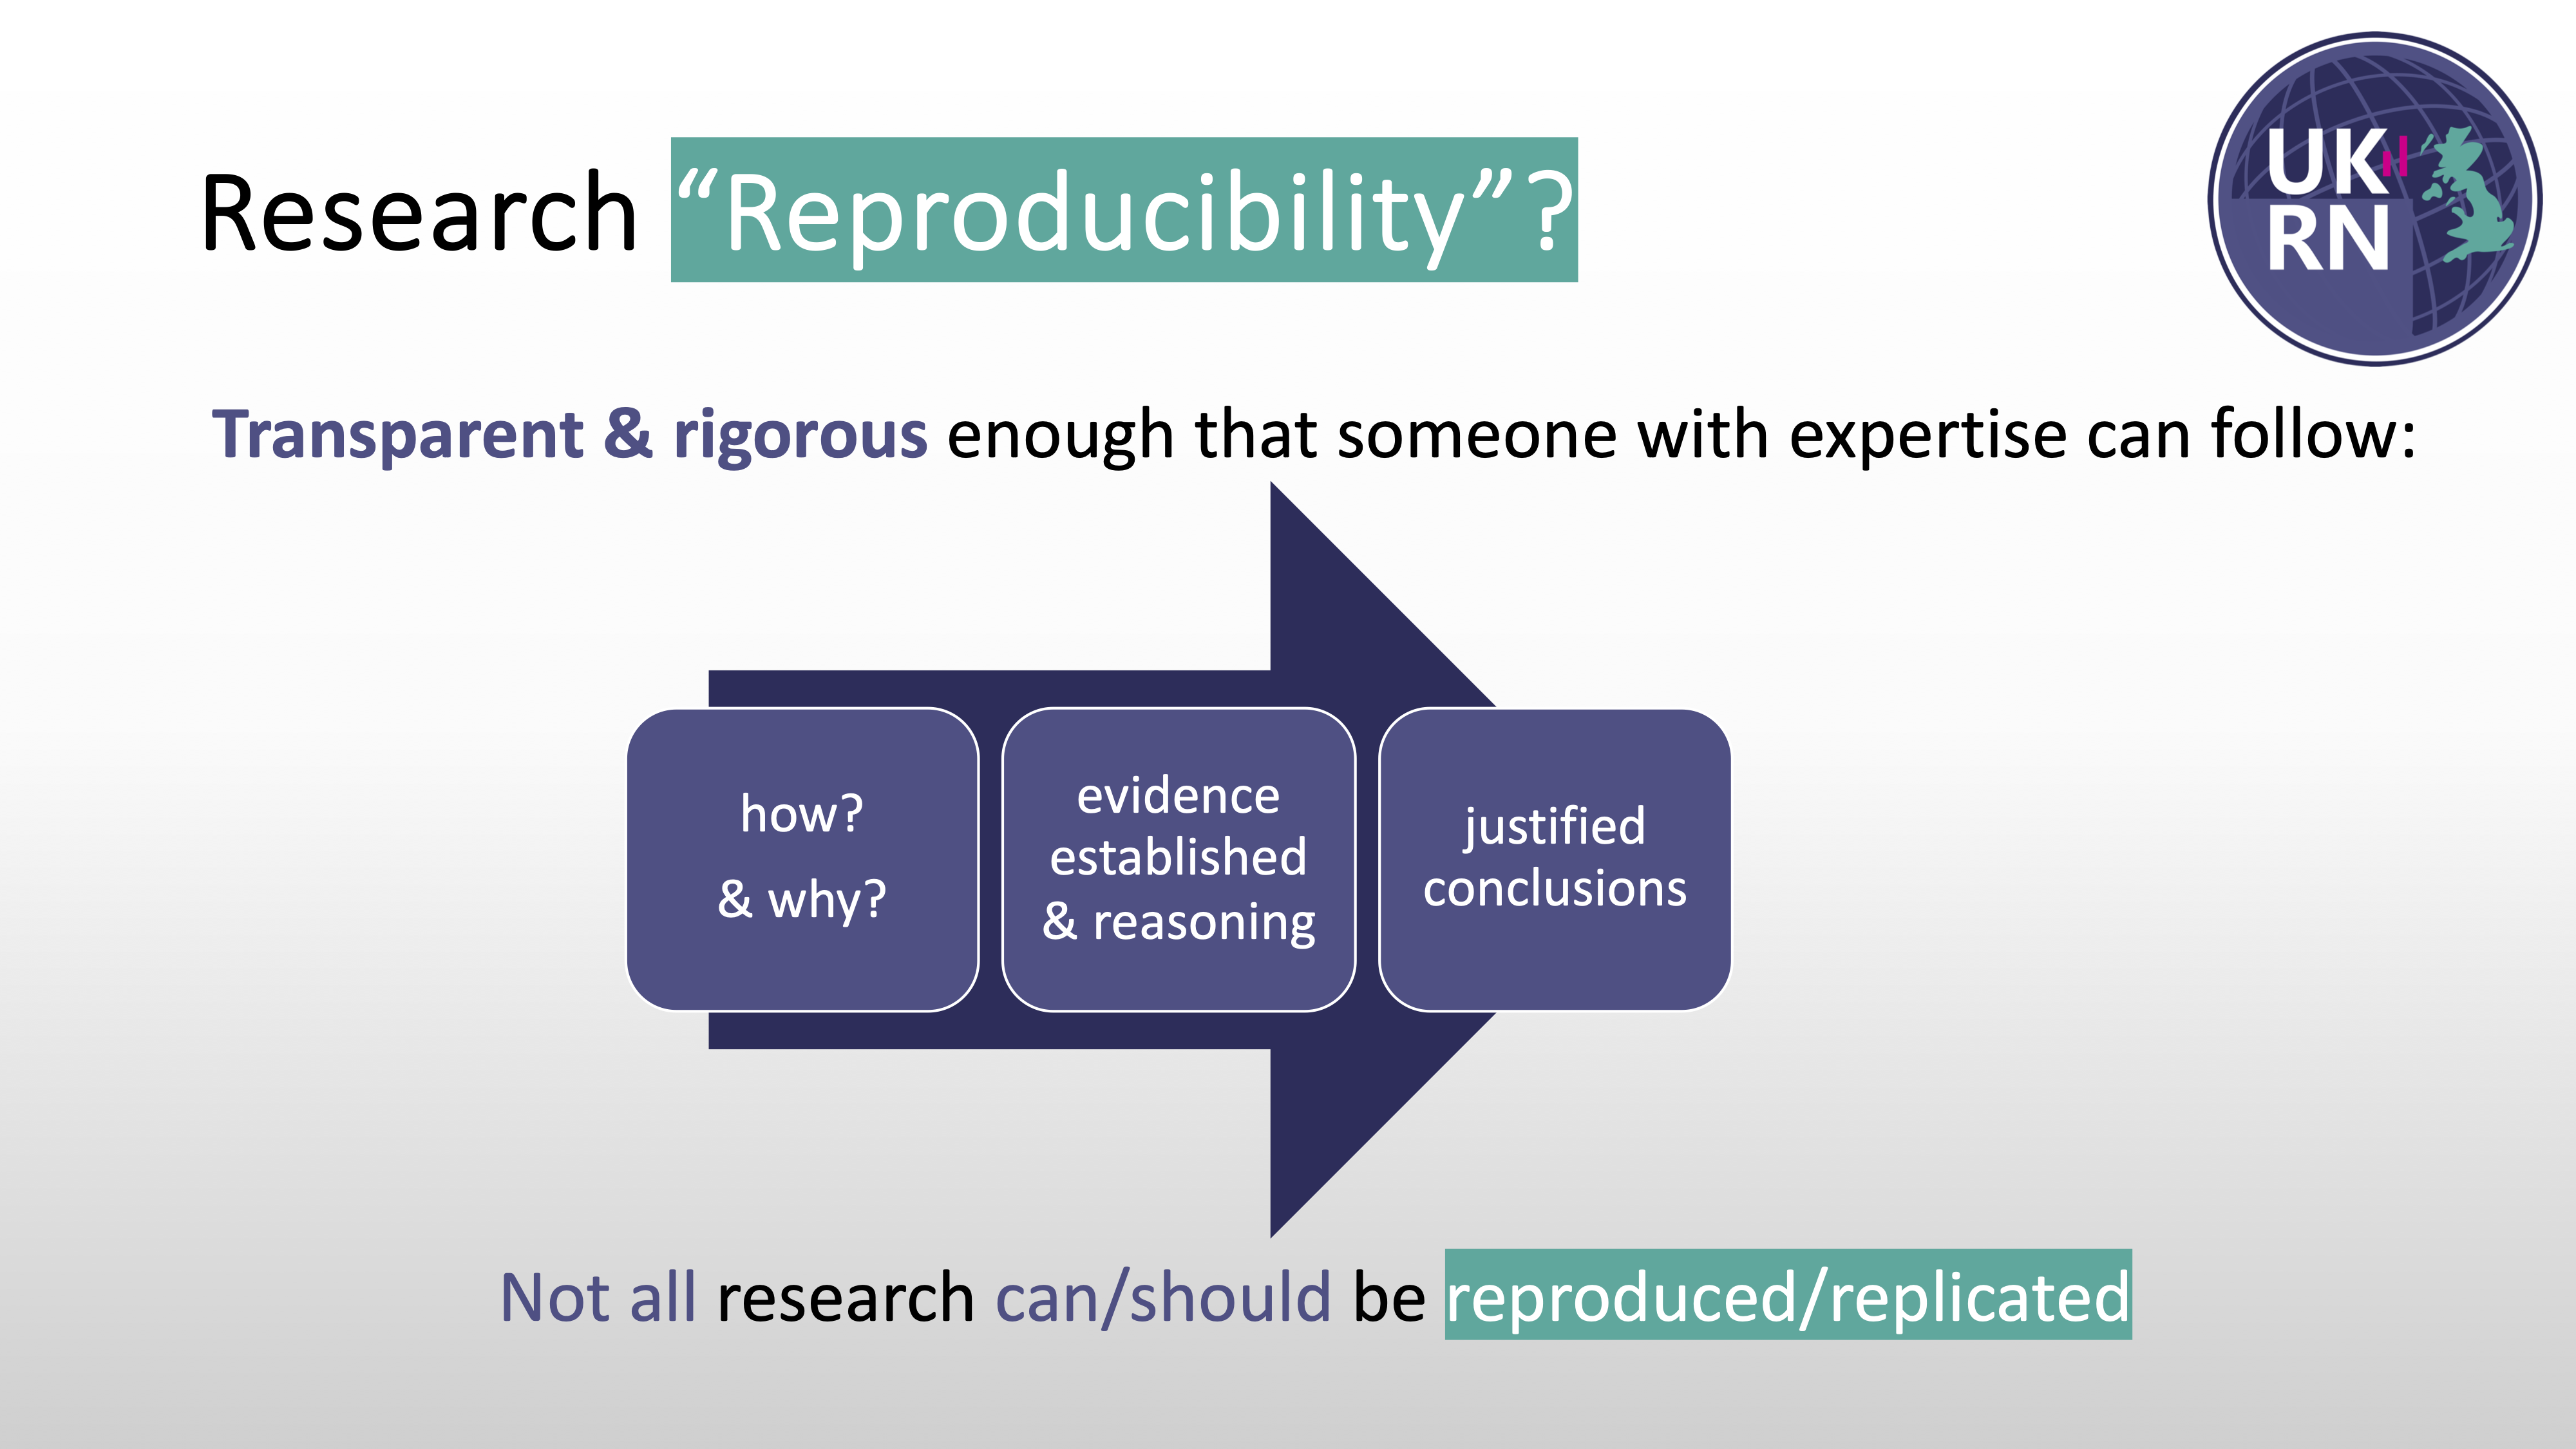 Research “Reproducibility”?
UK
RN
Transparent & rigorous enough that someone with expertise can follow:
how?
& why?
evidence
established
& reasoning
justified
conclusions
Not all research can/should be reproduced/replicated